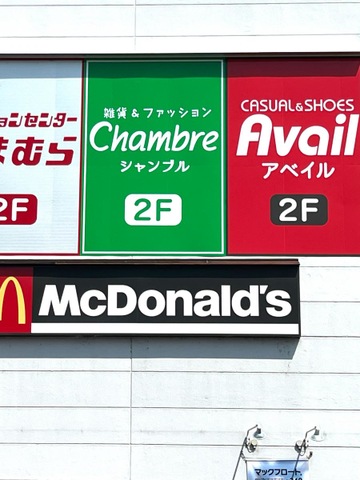 ョンセンター
まむら
2F
雑貨 & ファッション
Chambre
シャンブル
2F
CASUAL&SHOES
Avail
アベイル
2F
McDonald's
マックフロート